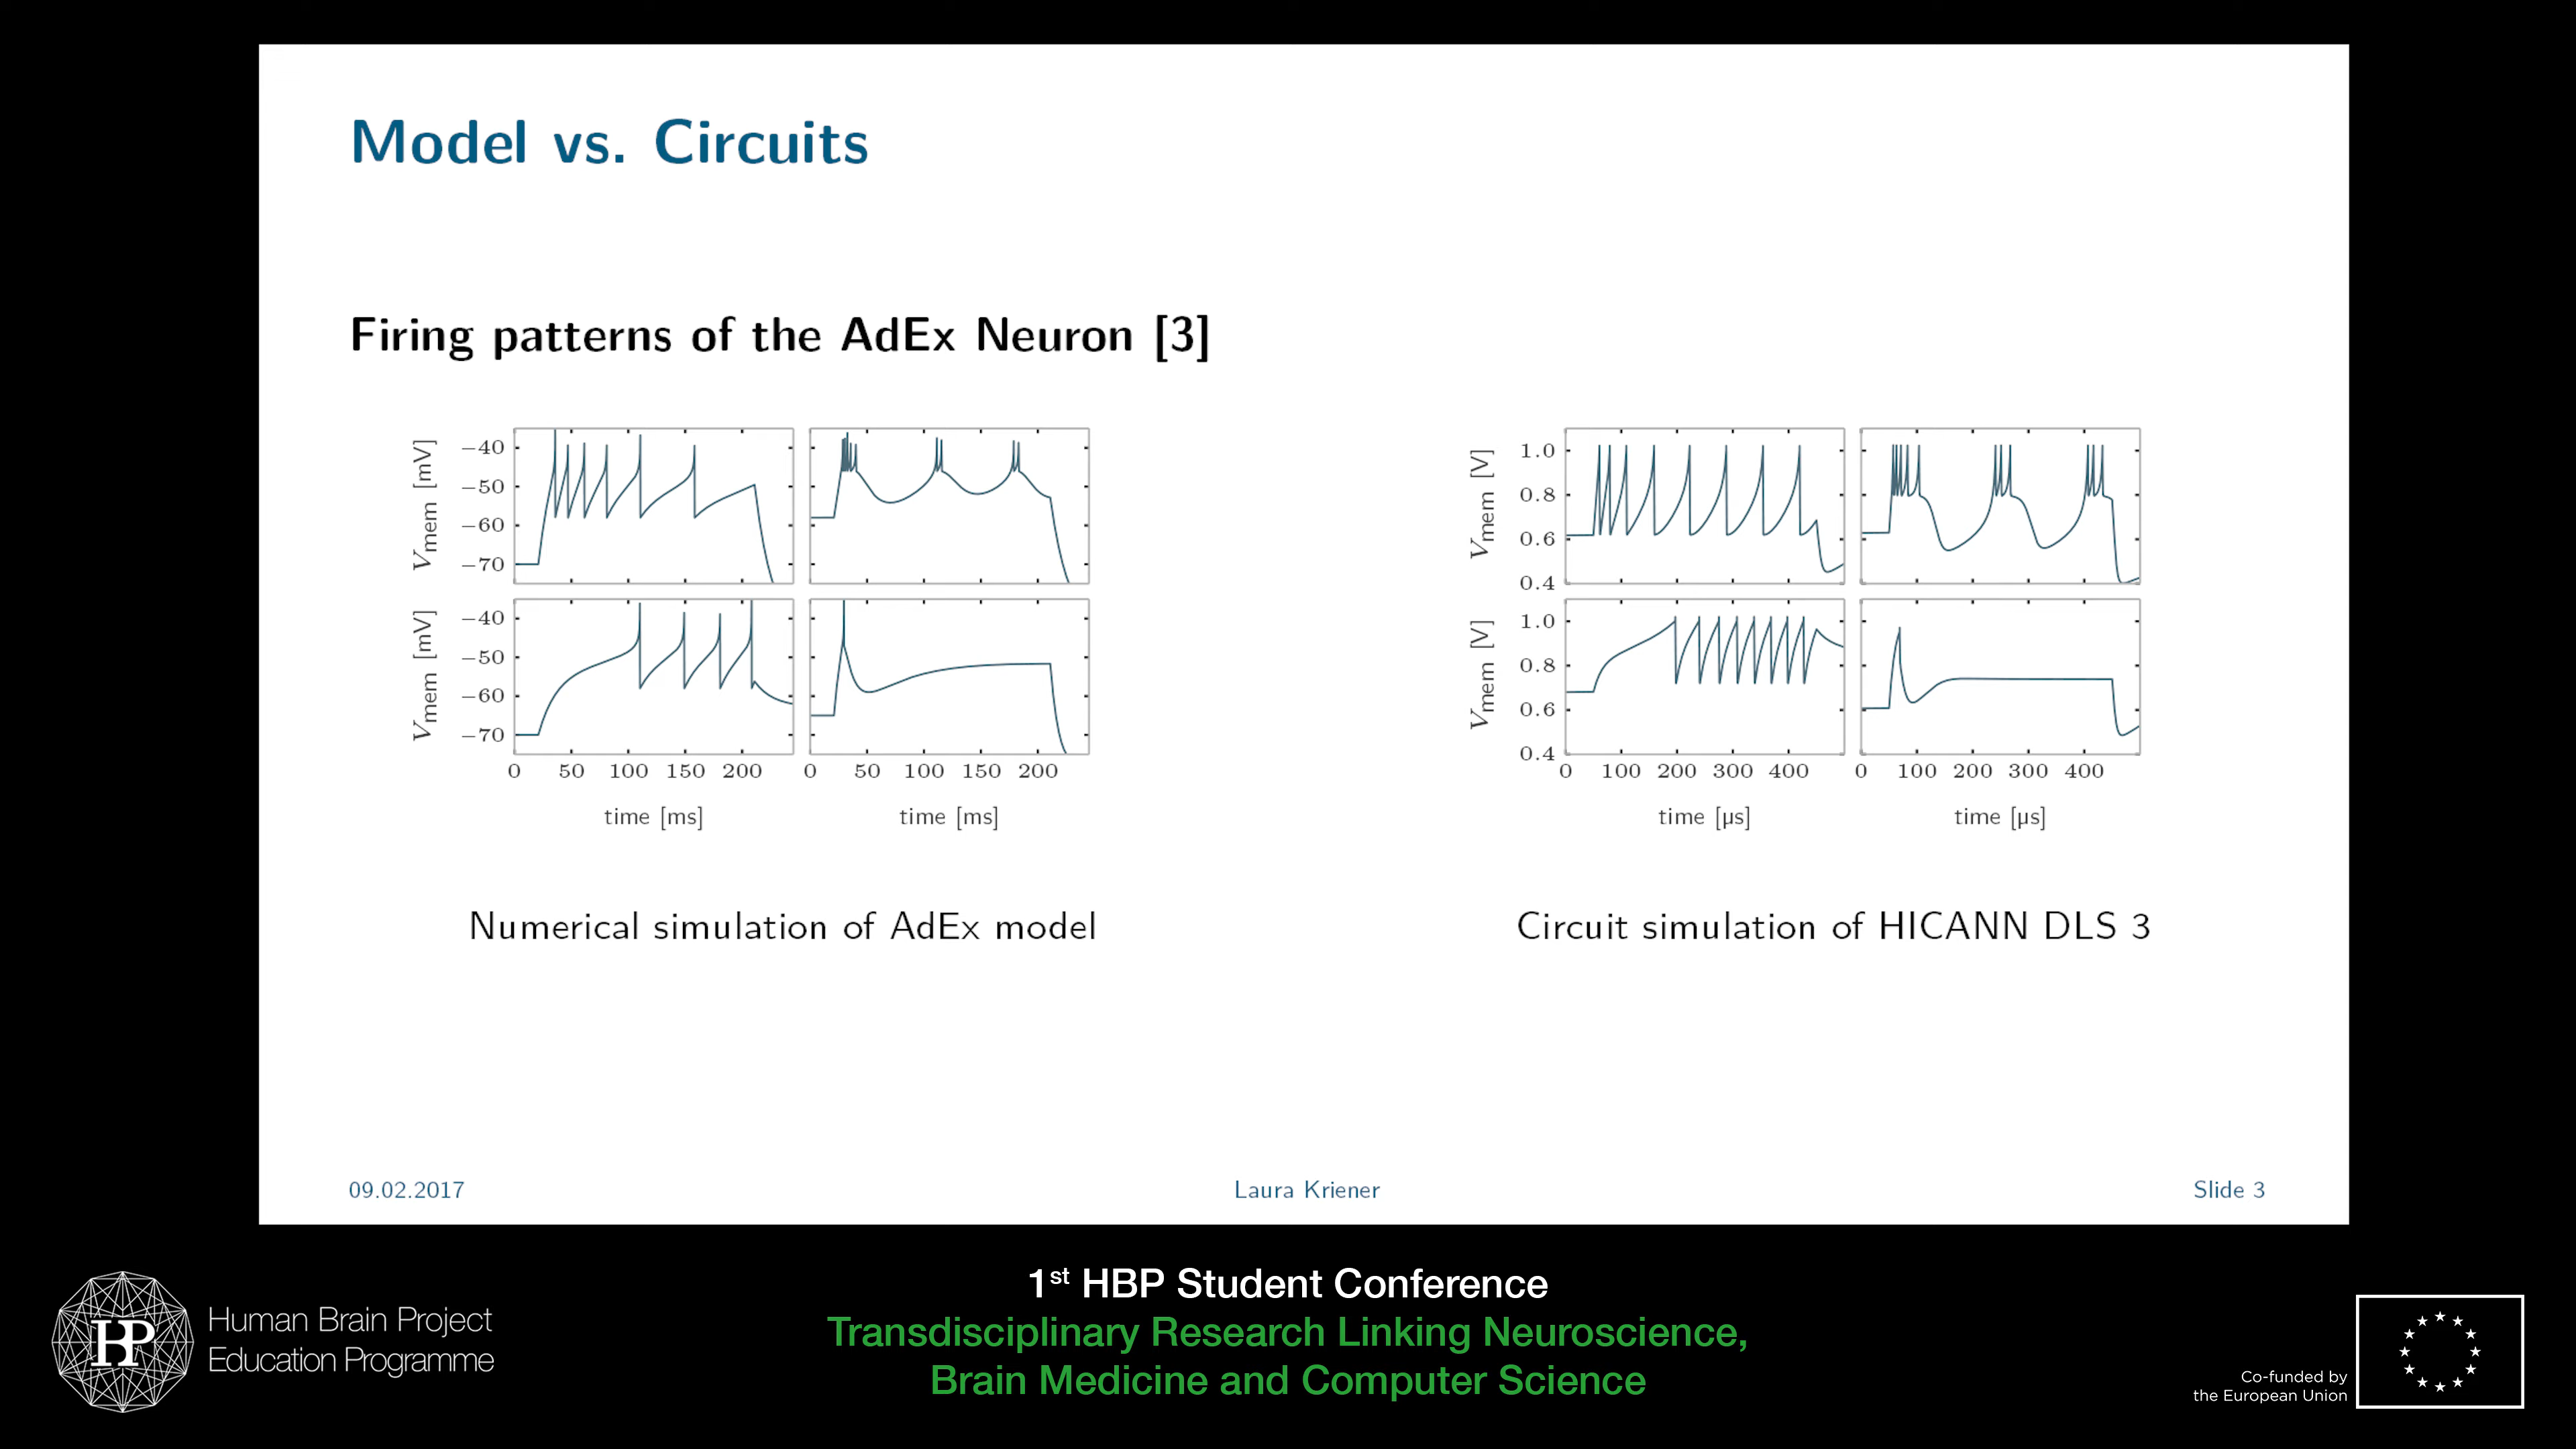 Model vs. Circuits
Firing patterns of the AdEx Neuron [3]
Vmem [mV]
−40
−50
−60
−70
Vmem [mV]
−40
−50
−60
−70
0 50 100 150 200
0 50 100 150 200
time [ms]
time [ms]
Numerical simulation of AdEx model
Vmem [V]
1.0
0.8
0.6
0.4
Vmem [V]
1.0
0.8
0.6
0.4
0 100 200 300 400
0 100 200 300 400
time [µs]
time [µs]
Circuit simulation of HICANN DLS 3
09.02.2017
Laura Kriener
Slide 3
HBP
Human Brain Project
Education Programme
1st HBP Student Conference
Transdisciplinary Research Linking Neuroscience,
Brain Medicine and Computer Science
Co-funded by
the European Union